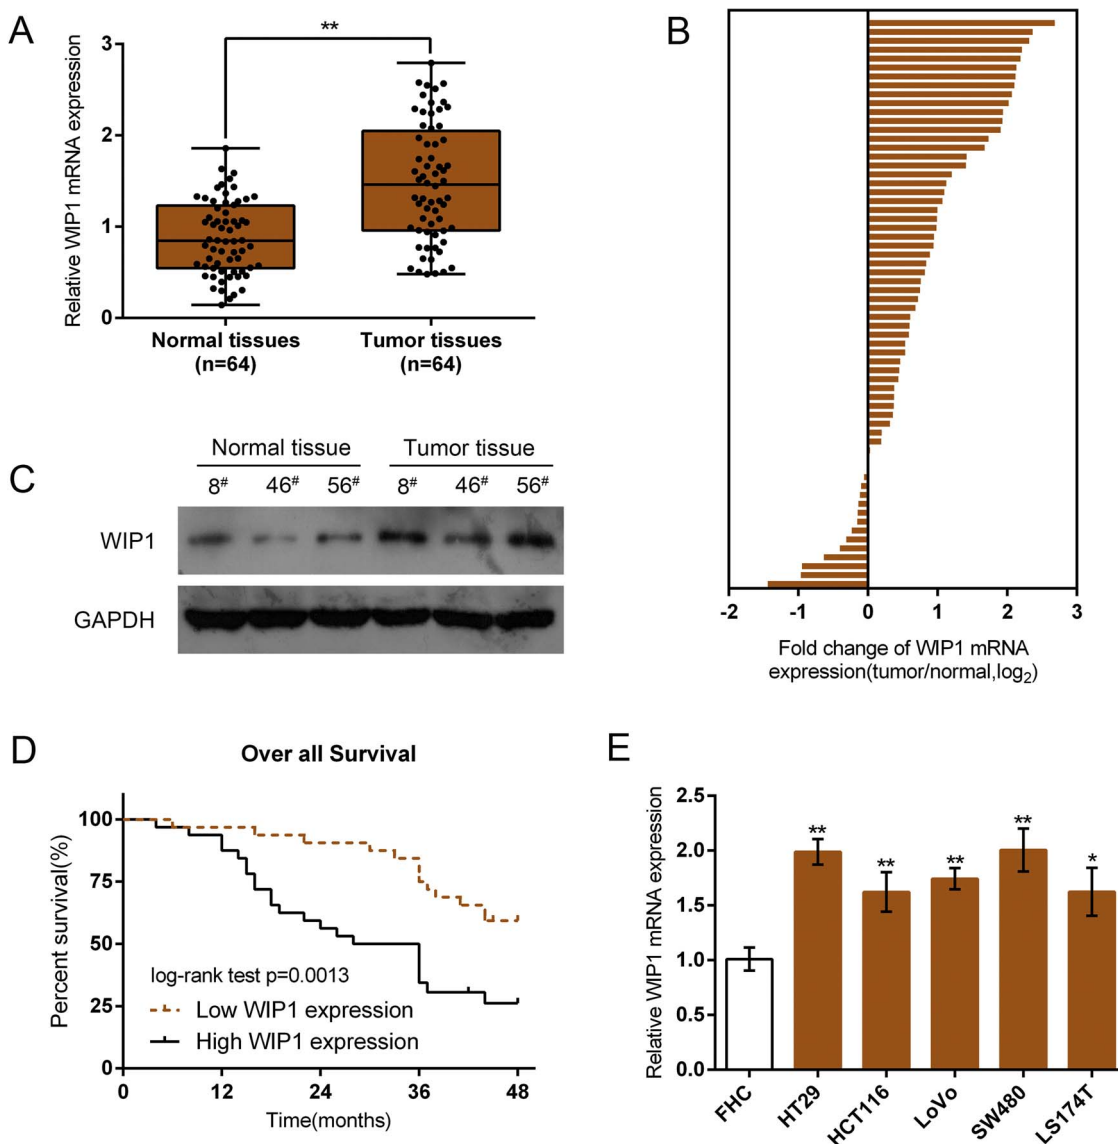 A
Relative WIP1 mRNA expression
3
2
1
0
**
Normal tissues
(n=64)
Tumor tissues
(n=64)
B
-2 -1 0 1 2 3
Fold change of WIP1 mRNA
expression(tumor/normal,log2)
C
Normal tissue Tumor tissue
8# 46# 56# 8# 46# 56#
WIP1
GAPDH
D
Over all Survival
Percent survival(%)
100
75
50
25
0
log-rank test p=0.0013
Low WIP1 expression
High WIP1 expression
0 12 24 36 48
Time(months)
E
Relative WIP1 mRNA expression
2.5
2.0
1.5
1.0
0.5
0.0
** ** ** ** *
FHC HT29 HCT116 LoVo SW480 LS174T